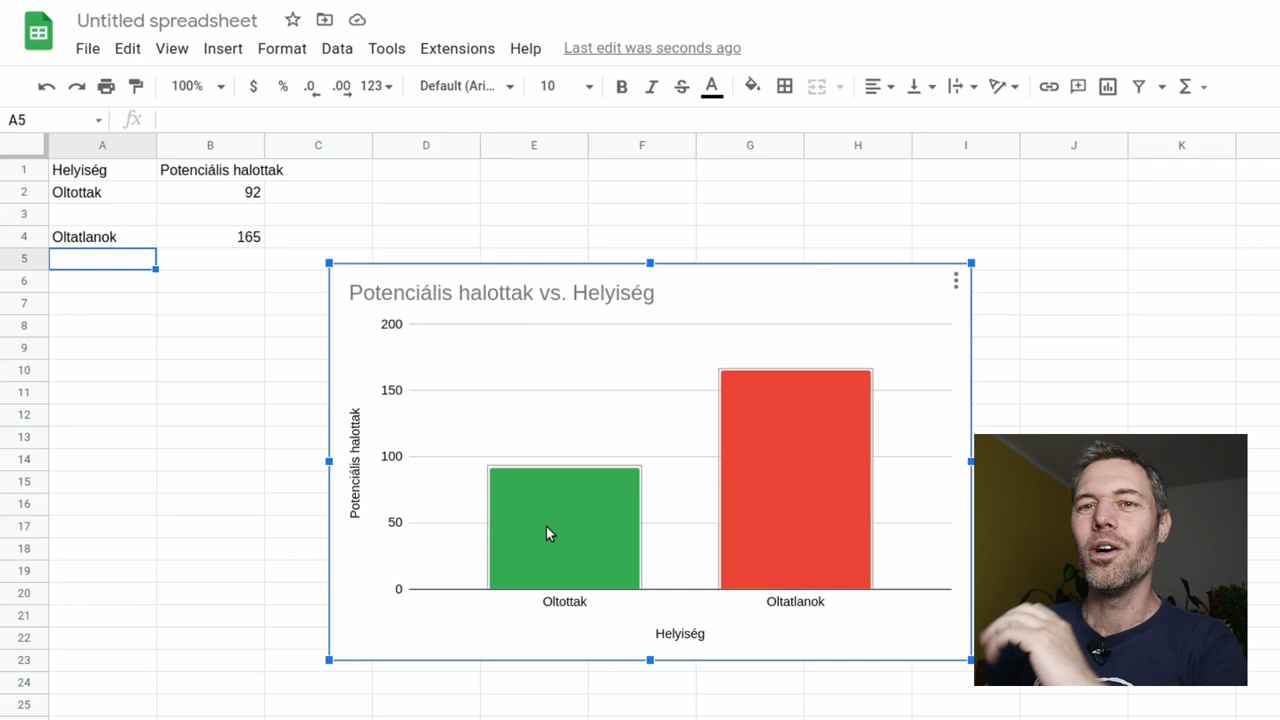 Untitled spreadsheet
File Edit View Insert Format Data Tools Extensions Help Last edit was seconds ago
100% $ % .0 .00 123 Default (Ari... 10 B I S A
A5 fx
A B C D E F G H I J K
1 Helyiség Potenciális halottak
2 Oltottak 92
3
4 Oltatlanok 165
5
6
7
8
9
10
11
12
13
14
15
16
17
18
19
20
21
22
23
24
25
Potenciális halottak vs. Helyiség
200
150
100
50
0
Potenciális halottak
Oltottak Oltatlanok
Helyiség